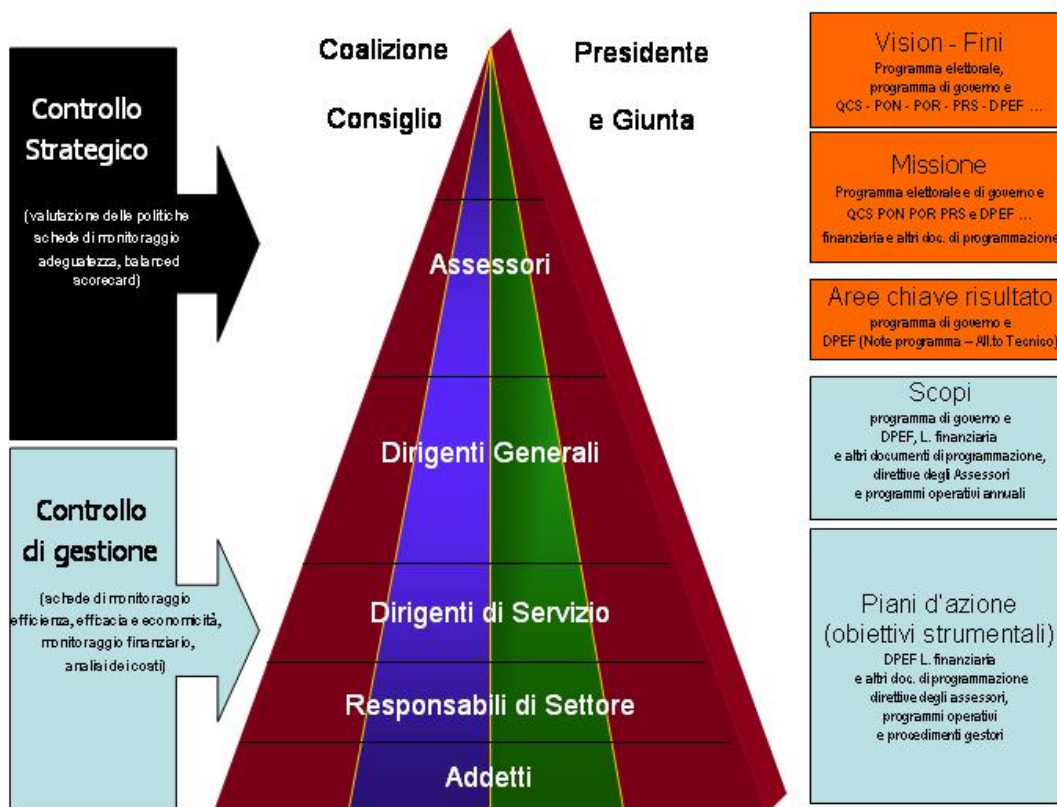 Controllo
Strategico
(valutazione delle politiche
schede di monitoraggio
adeguatezza, balanced
scorecard)
Controllo
di gestione
(schede di monitoraggio
efficienza, efficacia e economicità,
monitoraggio finanziario,
analisi dei costi)
Coalizione
Presidente
Consiglio
e Giunta
Assessori
Dirigenti Generali
Dirigenti di Servizio
Responsabili di Settore
Addetti
Vision - Fini
Programma elettorale,
programma di governo e
QCS - PON - POR - PRS - DPEF ...
Missione
Programma elettorale e di governo e
QCS PON POR PRS e DPEF ...
finanziaria e altri doc. di programmazione
Aree chiave risultato
programma di governo e
DPEF (Note programma – All.to Tecnico)
Scopi
programma di governo e
DPEF, L. finanziaria
e altri documenti di programmazione,
direttive degli Assessori
e programmi operativi annuali
Piani d'azione
(obiettivi strumentali)
DPEF L. finanziaria
e altri doc. di programmazione
direttive degli assessori,
programmi operativi
e procedimenti gestori